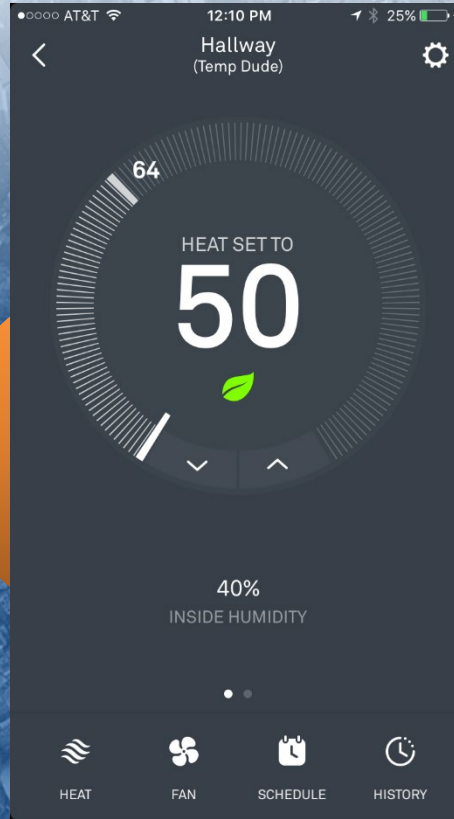 AT&T 12:10 PM 25%
Hallway
(Temp Dude)
64
HEAT SET TO
50
40%
INSIDE HUMIDITY
HEAT FAN SCHEDULE HISTORY